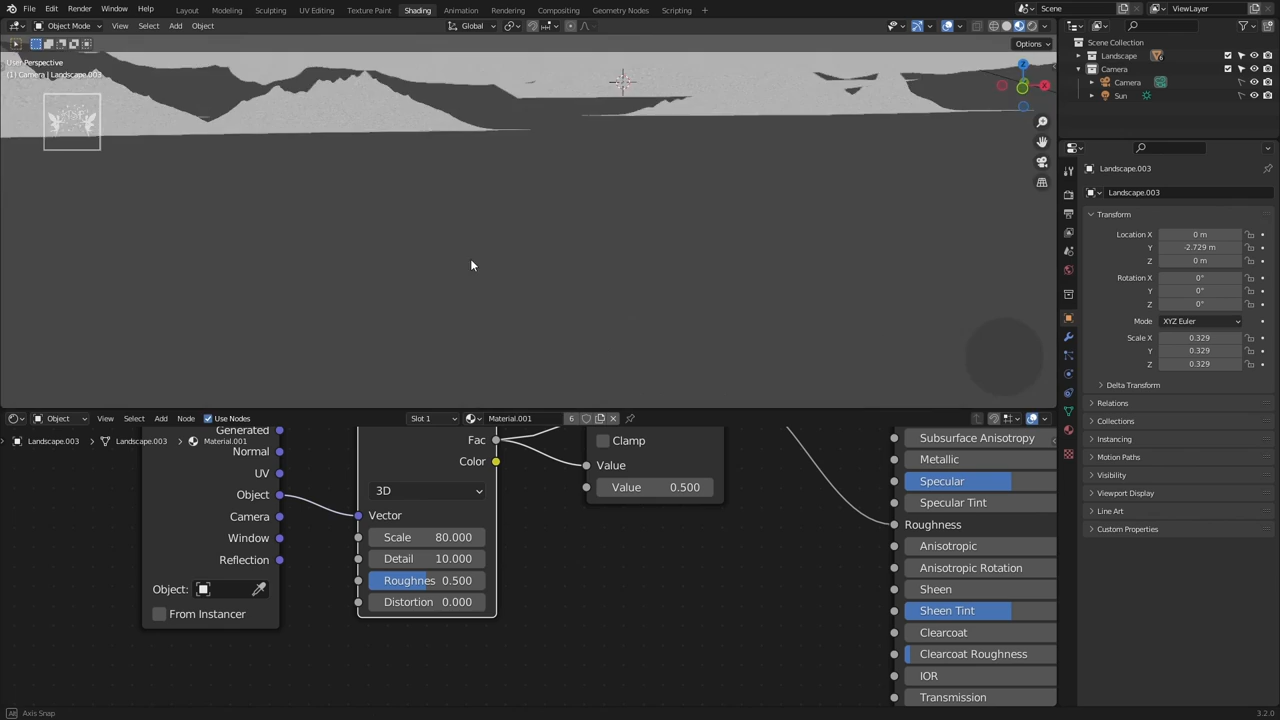 File Edit Render Window Help Layout Modeling Sculpting UV Editing Texture Paint Shading Animation Rendering Compositing Geometry Nodes Scripting Scene ViewLayer
Object Mode View Select Add Object Global
Options
User Perspective
(1) Camera | Landscape.003
Scene Collection
Landscape 6
Camera
Camera
Sun
Landscape.003
Landscape.003
Transform
Location X 0 m
Y -2.729 m
Z 0 m
Rotation X 0°
Y 0°
Z 0°
Mode XYZ Euler
Scale X 0.329
Y 0.329
Z 0.329
Delta Transform
Relations
Collections
Instancing
Motion Paths
Visibility
Viewport Display
Line Art
Custom Properties
Object View Select Add Node Use Nodes Slot 1 Material.001 6
Landscape.003 Landscape.003 Material.001
Generated
Normal
UV
Object
Camera
Window
Reflection
Object:
From Instancer
Fac
Color
3D
Vector
Scale 80.000
Detail 10.000
Roughnes 0.500
Distortion 0.000
Clamp
Value
Value 0.500
Subsurface Anisotropy
Metallic
Specular
Specular Tint
Roughness
Anisotropic
Anisotropic Rotation
Sheen
Sheen Tint
Clearcoat
Clearcoat Roughness
IOR
Transmission
Axis Snap
3.2.0